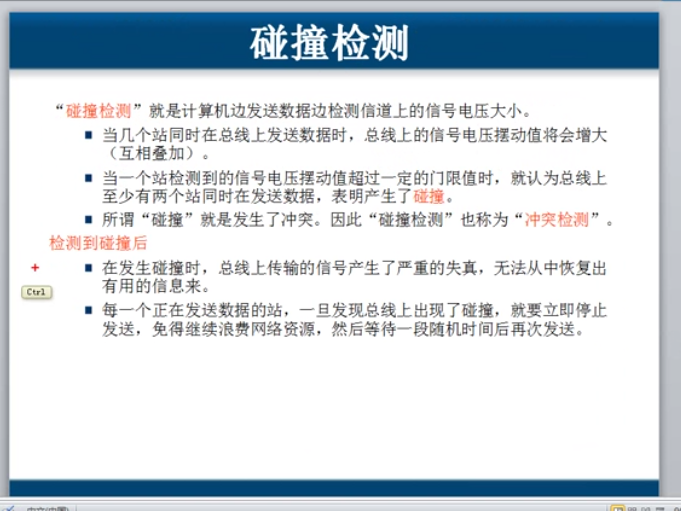 碰撞检测
“碰撞检测”就是计算机边发送数据边检测信道上的信号电压大小。
当几个站同时在总线上发送数据时，总线上的信号电压摆动值将会增大
（互相叠加）。
当一个站检测到的信号电压摆动值超过一定的门限值时，就认为总线上
至少有两个站同时在发送数据，表明产生了碰撞。
所谓“碰撞”就是发生了冲突。因此“碰撞检测”也称为“冲突检测”。
检测到碰撞后
在发生碰撞时，总线上传输的信号产生了严重的失真，无法从中恢复出
有用的信息来。
Ctrl
每一个正在发送数据的站，一旦发现总线上出现了碰撞，就要立即停止
发送，免得继续浪费网络资源，然后等待一段随机时间后再次发送。